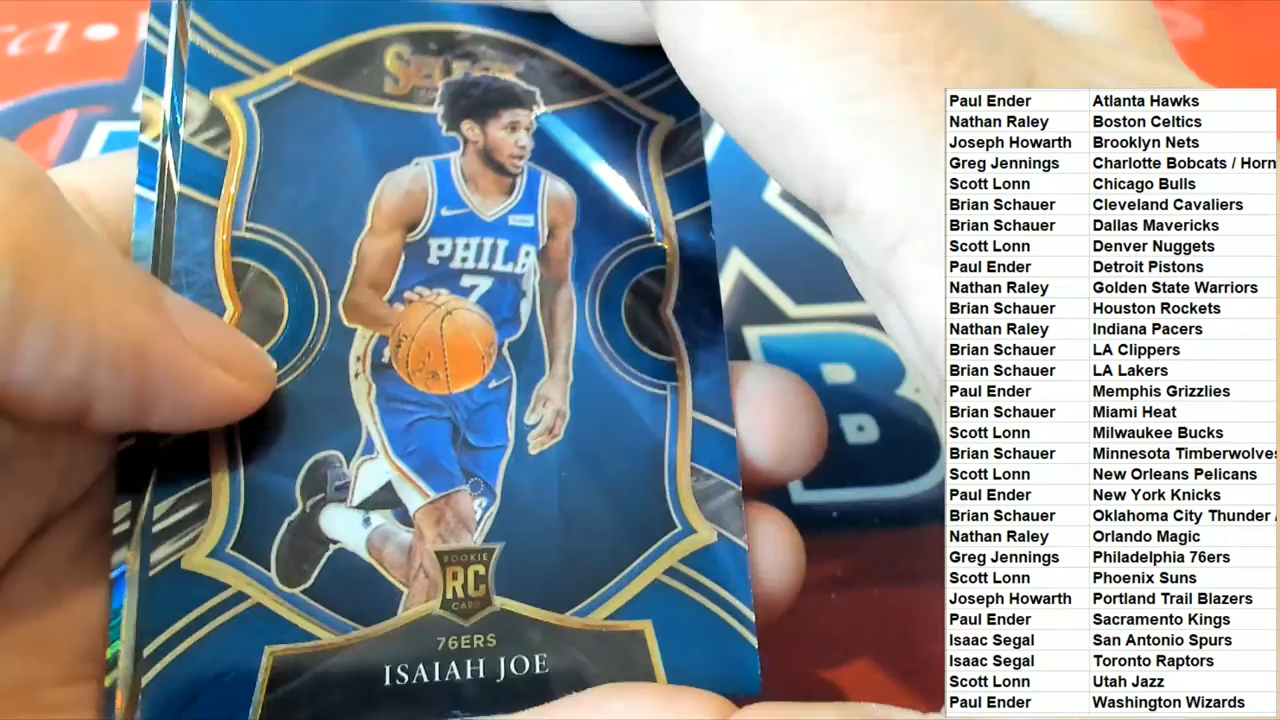 SELECT
PHILA
7
ROOKIE
RC
CARD
76ERS
ISAIAH JOE
B
Paul Ender Atlanta Hawks
Nathan Raley Boston Celtics
Joseph Howarth Brooklyn Nets
Greg Jennings Charlotte Bobcats / Horn
Scott Lonn Chicago Bulls
Brian Schauer Cleveland Cavaliers
Brian Schauer Dallas Mavericks
Scott Lonn Denver Nuggets
Paul Ender Detroit Pistons
Nathan Raley Golden State Warriors
Brian Schauer Houston Rockets
Nathan Raley Indiana Pacers
Brian Schauer LA Clippers
Brian Schauer LA Lakers
Paul Ender Memphis Grizzlies
Brian Schauer Miami Heat
Scott Lonn Milwaukee Bucks
Brian Schauer Minnesota Timberwolves
Scott Lonn New Orleans Pelicans
Paul Ender New York Knicks
Brian Schauer Oklahoma City Thunder /
Nathan Raley Orlando Magic
Greg Jennings Philadelphia 76ers
Scott Lonn Phoenix Suns
Joseph Howarth Portland Trail Blazers
Paul Ender Sacramento Kings
Isaac Segal San Antonio Spurs
Isaac Segal Toronto Raptors
Scott Lonn Utah Jazz
Paul Ender Washington Wizards